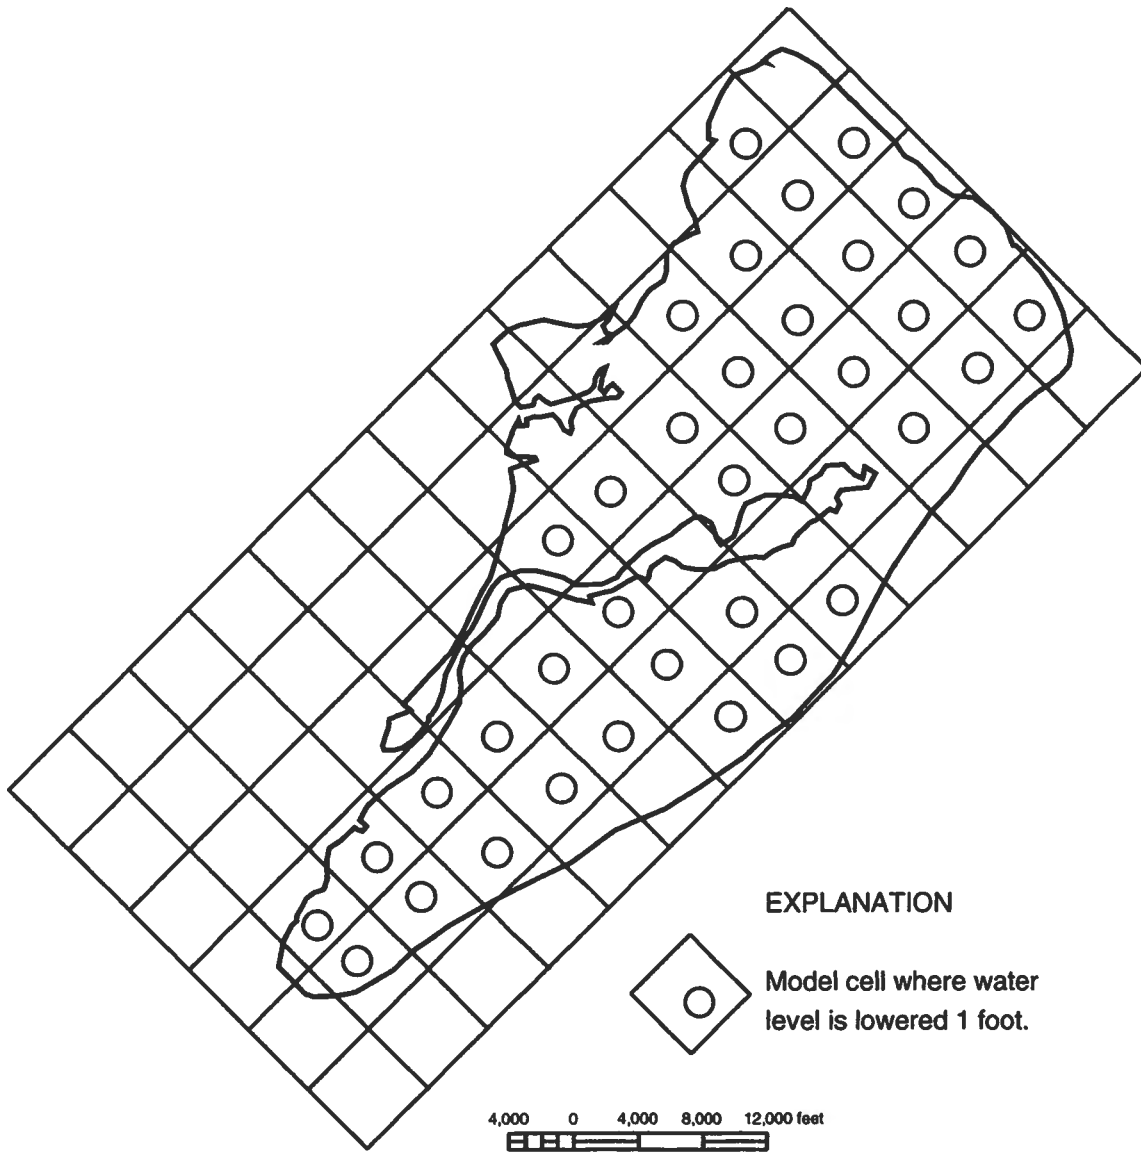 EXPLANATION
Model cell where water
level is lowered 1 foot.
4,000 0 4,000 8,000 12,000 feet